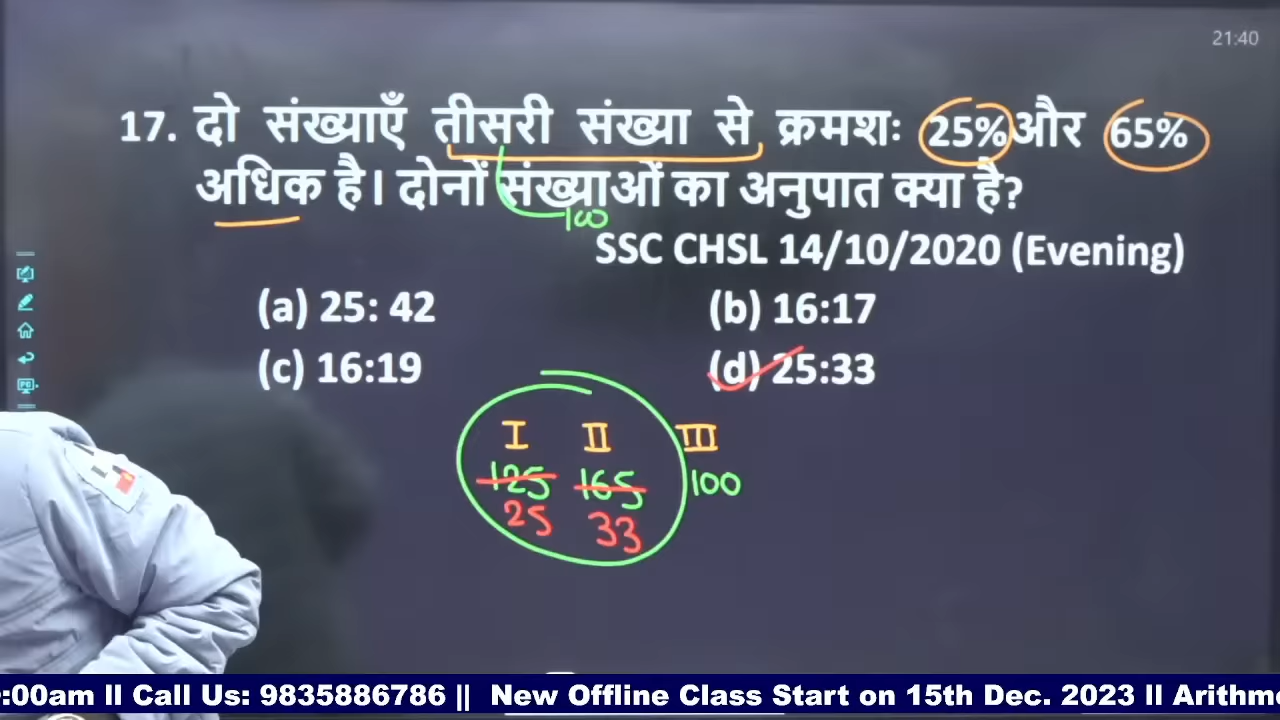 21:40
17. दो संख्याएँ तीसरी संख्या से क्रमशः 25% और 65%
अधिक है। दोनों संख्याओं का अनुपात क्या है?
100
SSC CHSL 14/10/2020 (Evening)
(a) 25: 42 (b) 16:17
(c) 16:19 (d) 25:33
I II III
125 165 100
25 33
:00am II Call Us: 9835886786 || New Offline Class Start on 15th Dec. 2023 II Arithm